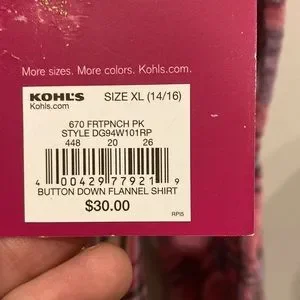 More sizes. More colors. Kohls.com
KOHL'S SIZE XL (14/16)
Kohls.com
670 FRTPNCH PK
STYLE DG94W101RP
448 20 26
4 00429 77921 9
BUTTON DOWN FLANNEL SHIRT
$30.00
RPI5